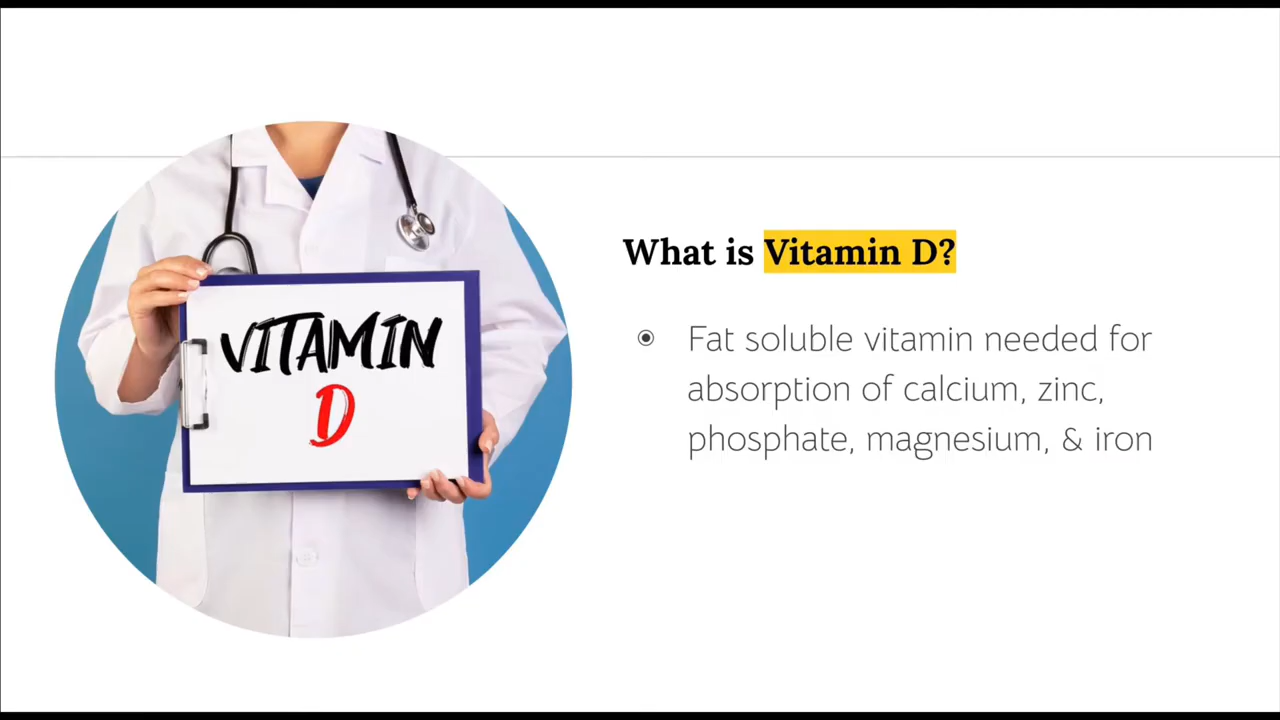 VITAMIN
D
What is Vitamin D?
Fat soluble vitamin needed for
absorption of calcium, zinc,
phosphate, magnesium, & iron